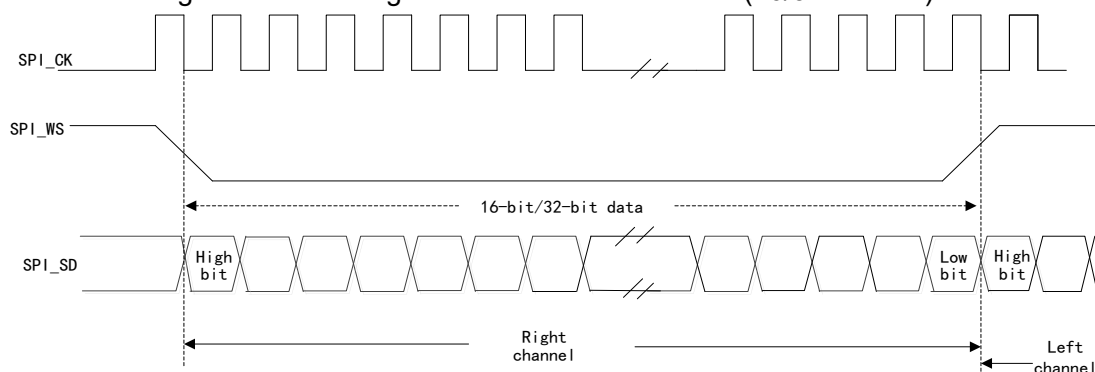 SPI_CK
SPI_WS
16-bit/32-bit data
SPI_SD
High
bit
Low
bit
High
bit
Right
channel
Left
channel